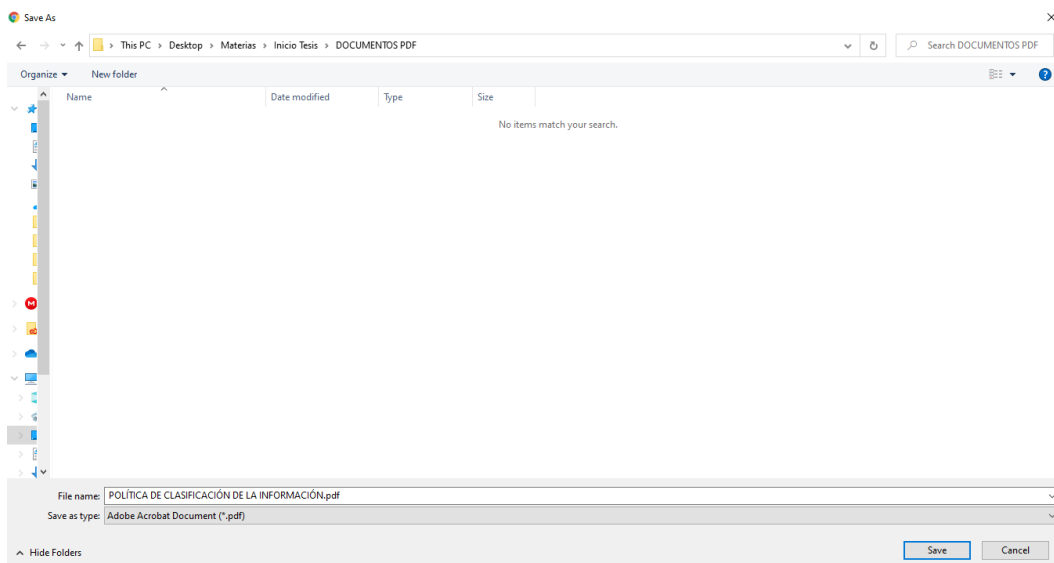 Save As
This PC > Desktop > Materias > Inicio Tesis > DOCUMENTOS PDF
Search DOCUMENTOS PDF
Organize New folder
Name Date modified Type Size
No items match your search.
File name: POLÍTICA DE CLASIFICACIÓN DE LA INFORMACIÓN.pdf
Save as type: Adobe Acrobat Document (*.pdf)
Hide Folders Save Cancel